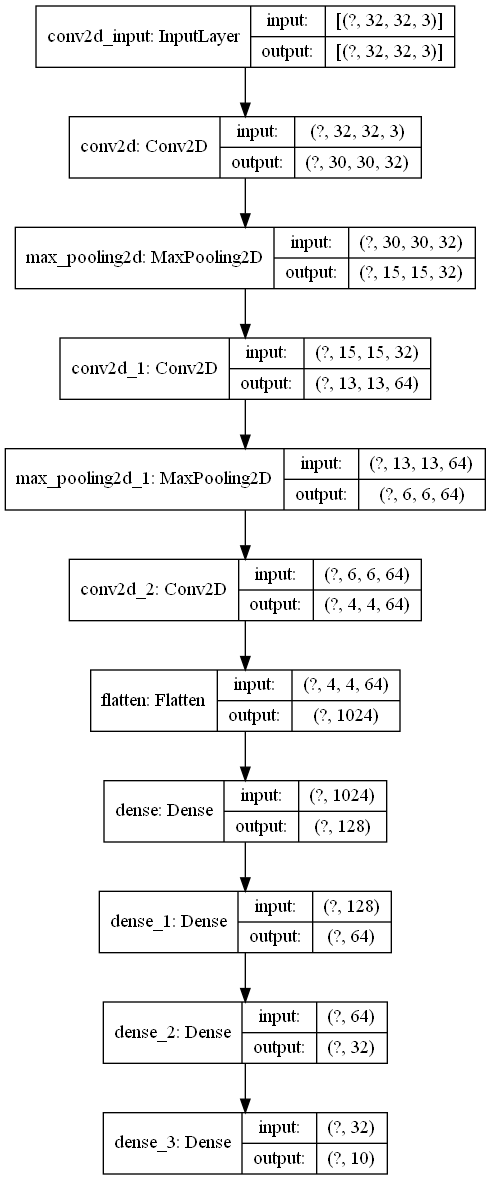 conv2d_input: InputLayer
input: [(?, 32, 32, 3)]
output: [(?, 32, 32, 3)]
conv2d: Conv2D
input: (?, 32, 32, 3)
output: (?, 30, 30, 32)
max_pooling2d: MaxPooling2D
input: (?, 30, 30, 32)
output: (?, 15, 15, 32)
conv2d_1: Conv2D
input: (?, 15, 15, 32)
output: (?, 13, 13, 64)
max_pooling2d_1: MaxPooling2D
input: (?, 13, 13, 64)
output: (?, 6, 6, 64)
conv2d_2: Conv2D
input: (?, 6, 6, 64)
output: (?, 4, 4, 64)
flatten: Flatten
input: (?, 4, 4, 64)
output: (?, 1024)
dense: Dense
input: (?, 1024)
output: (?, 128)
dense_1: Dense
input: (?, 128)
output: (?, 64)
dense_2: Dense
input: (?, 64)
output: (?, 32)
dense_3: Dense
input: (?, 32)
output: (?, 10)